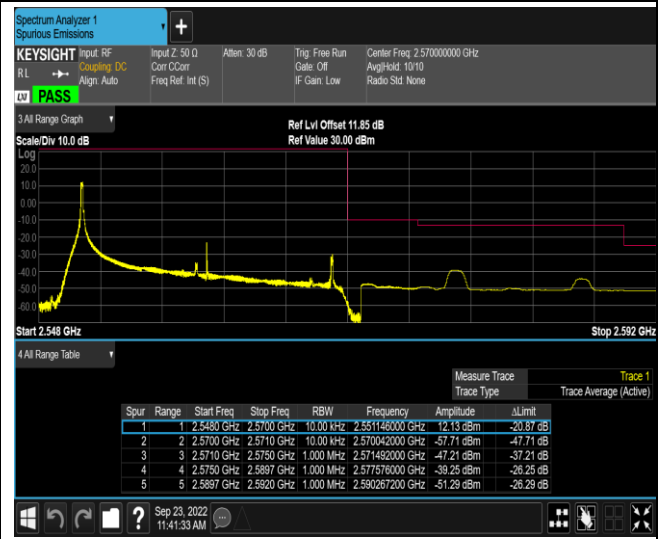 Spectrum Analyzer 1
Spurious Emissions
+
KEYSIGHT Input: RF Input Z: 50 Ω Atten: 30 dB Trig: Free Run Center Freq: 2.570000000 GHz
R L Coupling: DC Corr CCorr Gate: Off Avg|Hold: 10/10
Align: Auto Freq Ref: Int (S) IF Gain: Low Radio Std: None
LXI PASS
3 All Range Graph
Ref Lvl Offset 11.85 dB
Scale/Div 10.0 dB Ref Value 30.00 dBm
Log
20.0
10.0
0.00
-10.0
-20.0
-30.0
-40.0
-50.0
-60.0
Start 2.548 GHz Stop 2.592 GHz
4 All Range Table
Measure Trace Trace 1
Trace Type Trace Average (Active)
Spur Range Start Freq Stop Freq RBW Frequency Amplitude ΔLimit
1 1 2.5480 GHz 2.5700 GHz 10.00 kHz 2.551146000 GHz 12.13 dBm -20.87 dB
2 2 2.5700 GHz 2.5710 GHz 10.00 kHz 2.570042000 GHz -57.71 dBm -47.71 dB
3 3 2.5710 GHz 2.5750 GHz 1.000 MHz 2.571492000 GHz -47.21 dBm -37.21 dB
4 4 2.5750 GHz 2.5897 GHz 1.000 MHz 2.577576000 GHz -39.25 dBm -26.25 dB
5 5 2.5897 GHz 2.5920 GHz 1.000 MHz 2.590267200 GHz -51.29 dBm -26.29 dB
? Sep 23, 2022
11:41:33 AM